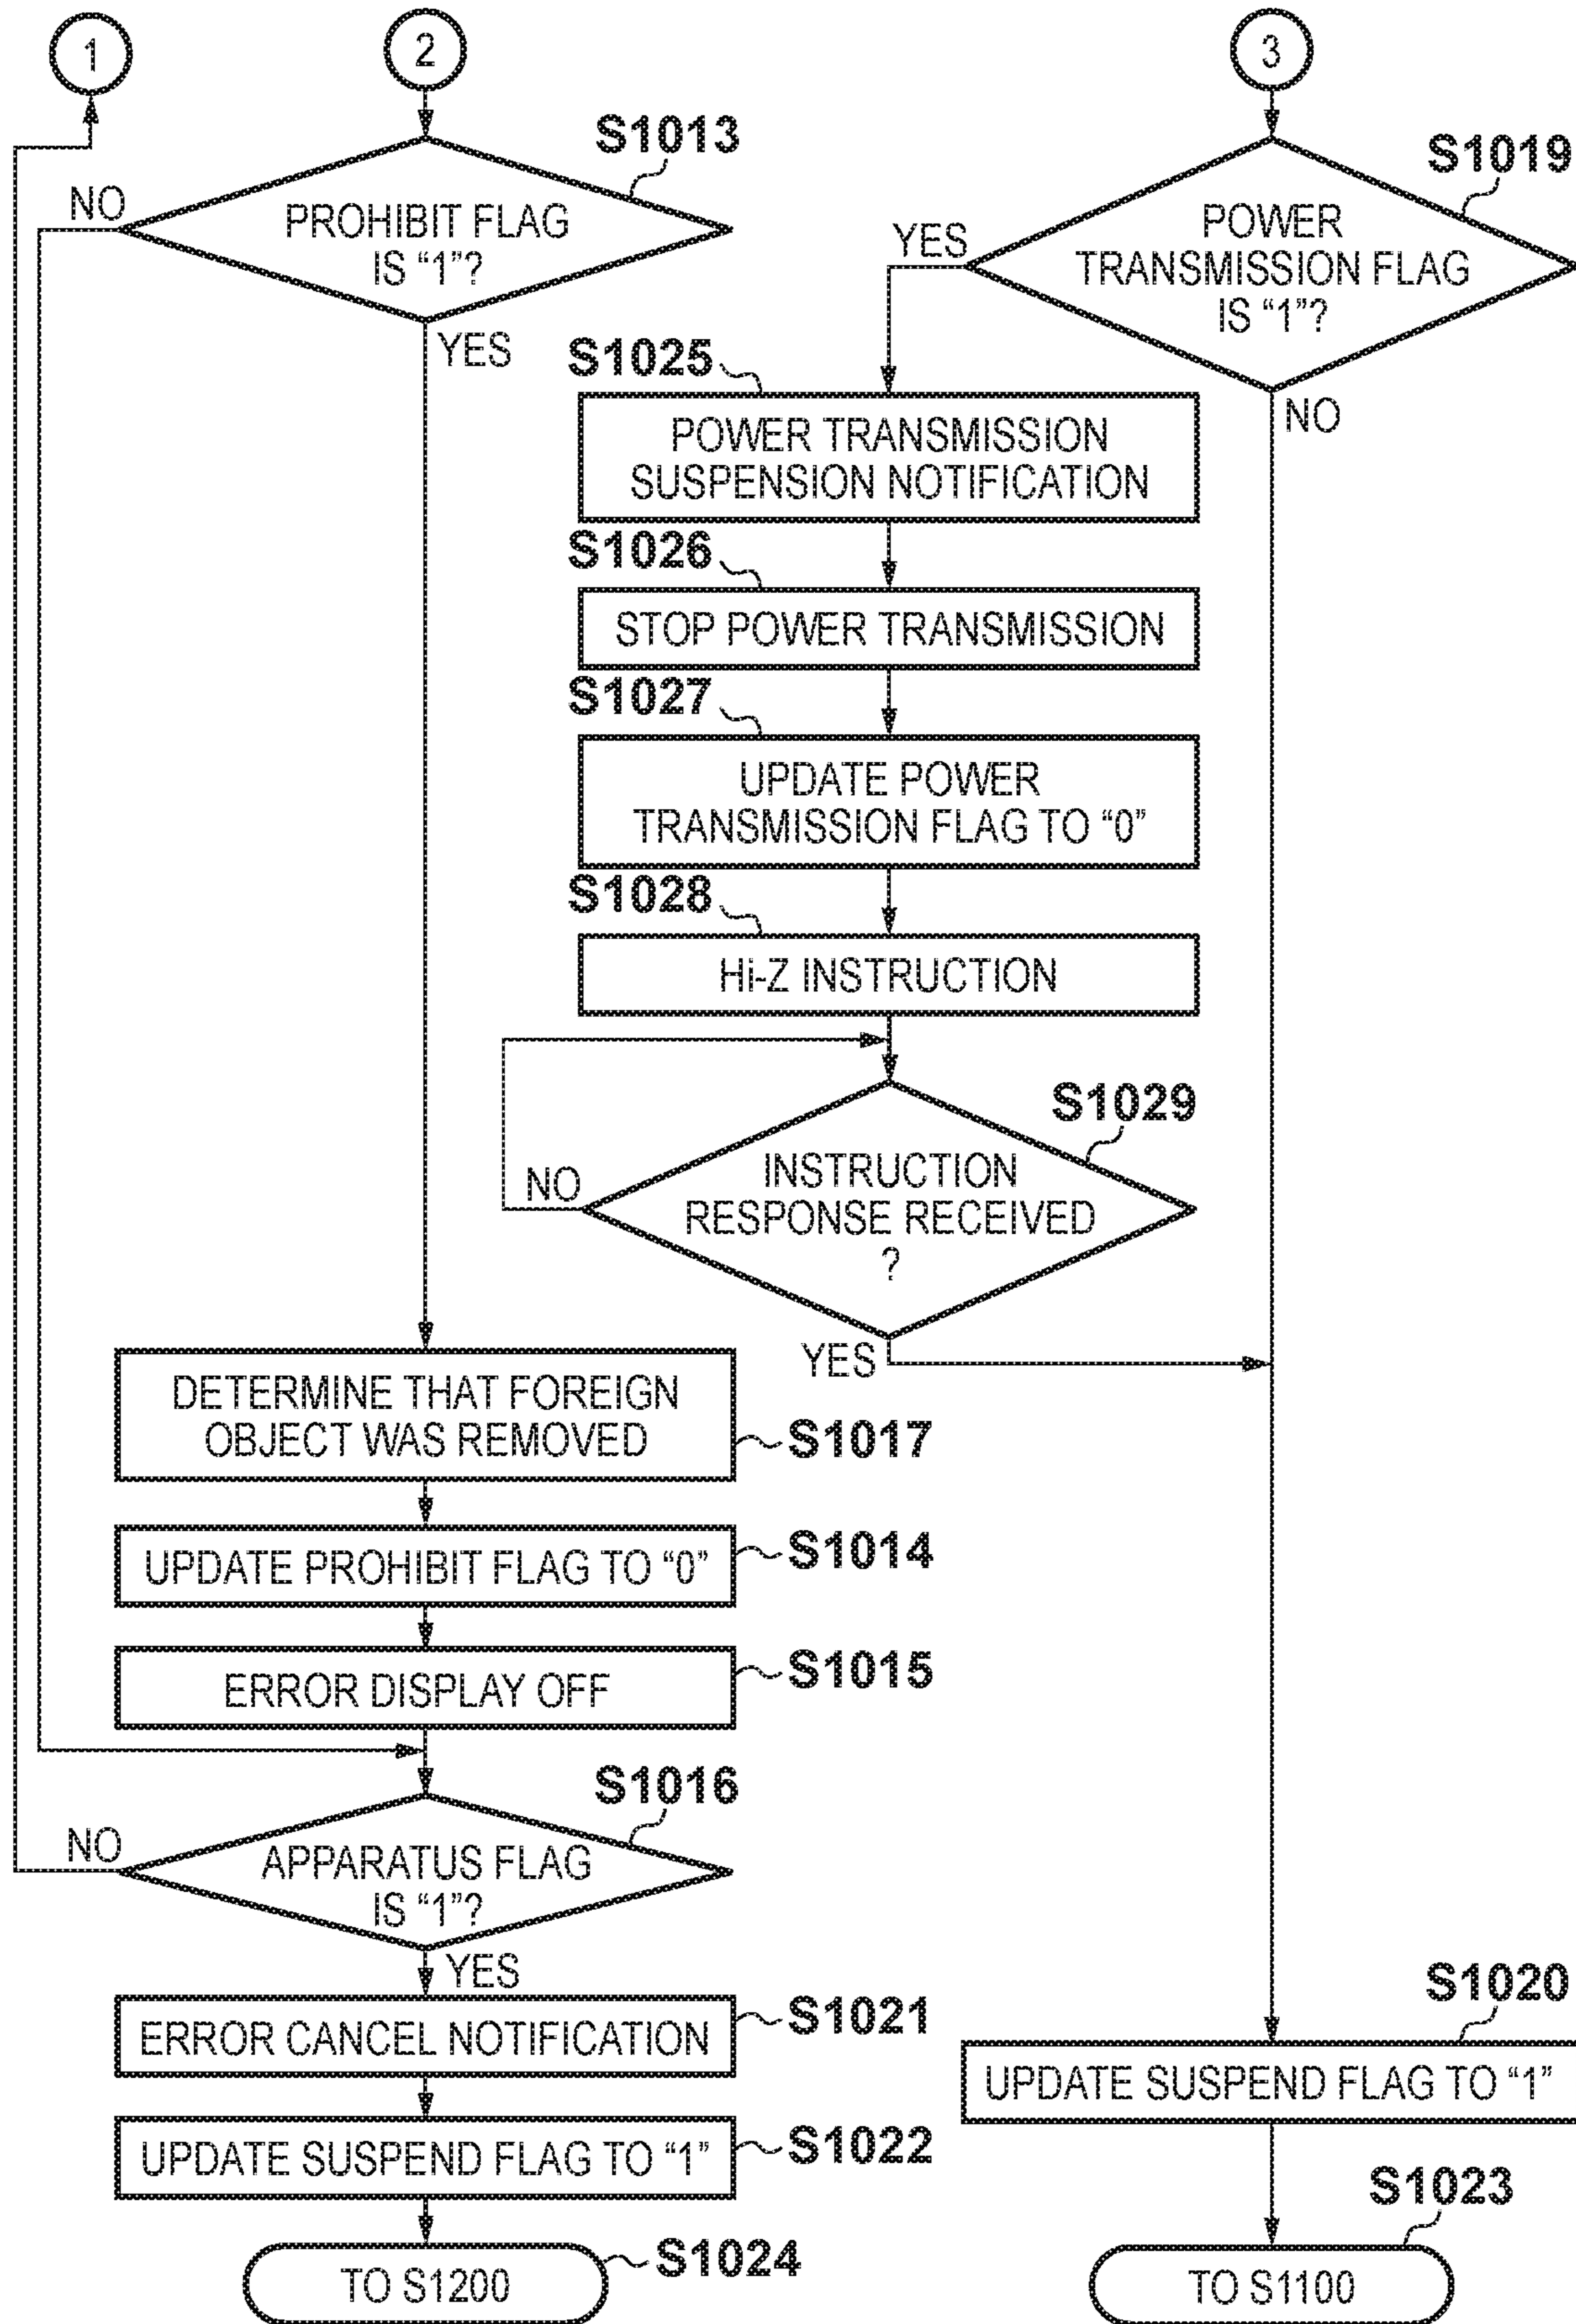 1
2
3
S1013
S1019
NO
PROHIBIT FLAG
IS “1”?
YES
POWER
TRANSMISSION FLAG
IS “1”?
YES
NO
S1025
POWER TRANSMISSION
SUSPENSION NOTIFICATION
S1026
STOP POWER TRANSMISSION
S1027
UPDATE POWER
TRANSMISSION FLAG TO “0”
S1028
Hi-Z INSTRUCTION
S1029
NO
INSTRUCTION
RESPONSE RECEIVED
?
YES
DETERMINE THAT FOREIGN
OBJECT WAS REMOVED
S1017
UPDATE PROHIBIT FLAG TO “0”
S1014
ERROR DISPLAY OFF
S1015
S1016
NO
APPARATUS FLAG
IS “1”?
YES
ERROR CANCEL NOTIFICATION
S1021
S1020
UPDATE SUSPEND FLAG TO “1”
UPDATE SUSPEND FLAG TO “1”
S1022
S1023
TO S1200
S1024
TO S1100